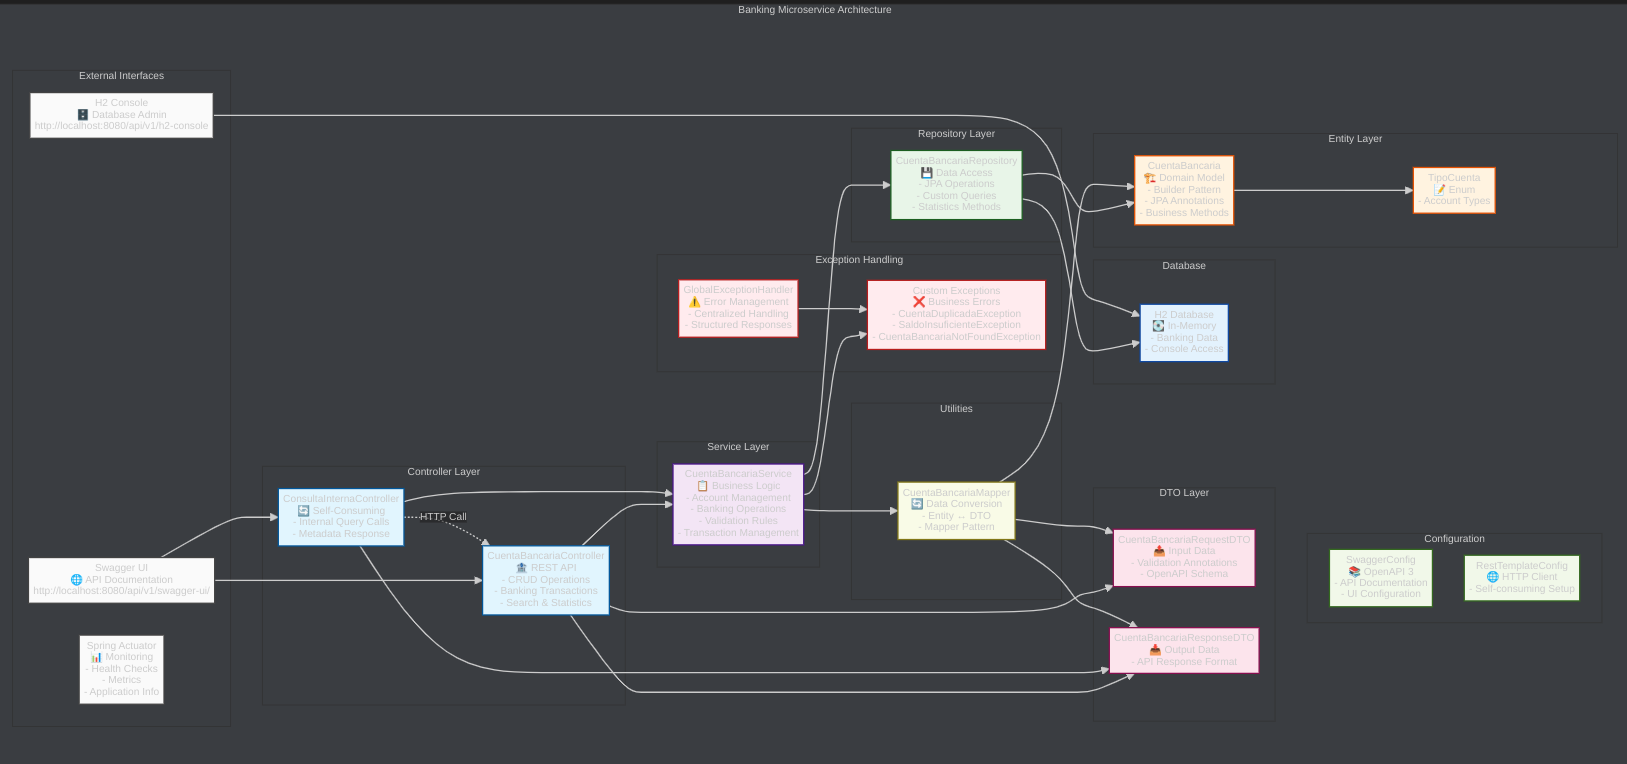 Banking Microservice Architecture
External Interfaces
H2 Console
🗄️ Database Admin
http://localhost:8080/api/v1/h2-console
Swagger UI
🌐 API Documentation
http://localhost:8080/api/v1/swagger-ui/
Spring Actuator
📊 Monitoring
- Health Checks
- Metrics
- Application Info
Controller Layer
ConsultaInternaController
🔄 Self-Consuming
- Internal Query Calls
- Metadata Response
HTTP Call
CuentaBancariaController
🏦 REST API
- CRUD Operations
- Banking Transactions
- Search & Statistics
Service Layer
CuentaBancariaService
📋 Business Logic
- Account Management
- Banking Operations
- Validation Rules
- Transaction Management
Exception Handling
GlobalExceptionHandler
⚠️ Error Management
- Centralized Handling
- Structured Responses
Custom Exceptions
❌ Business Errors
- CuentaDuplicadaException
- SaldoInsuficienteException
- CuentaBancariaNotFoundException
Repository Layer
CuentaBancariaRepository
💾 Data Access
- JPA Operations
- Custom Queries
- Statistics Methods
Utilities
CuentaBancariaMapper
🔄 Data Conversion
- Entity ↔ DTO
- Mapper Pattern
Entity Layer
CuentaBancaria
🏗️ Domain Model
- Builder Pattern
- JPA Annotations
- Business Methods
TipoCuenta
📝 Enum
- Account Types
Database
H2 Database
💽 In-Memory
- Banking Data
- Console Access
DTO Layer
CuentaBancariaRequestDTO
📤 Input Data
- Validation Annotations
- OpenAPI Schema
CuentaBancariaResponseDTO
📥 Output Data
- API Response Format
Configuration
SwaggerConfig
📚 OpenAPI 3
- API Documentation
- UI Configuration
RestTemplateConfig
🌐 HTTP Client
- Self-consuming Setup